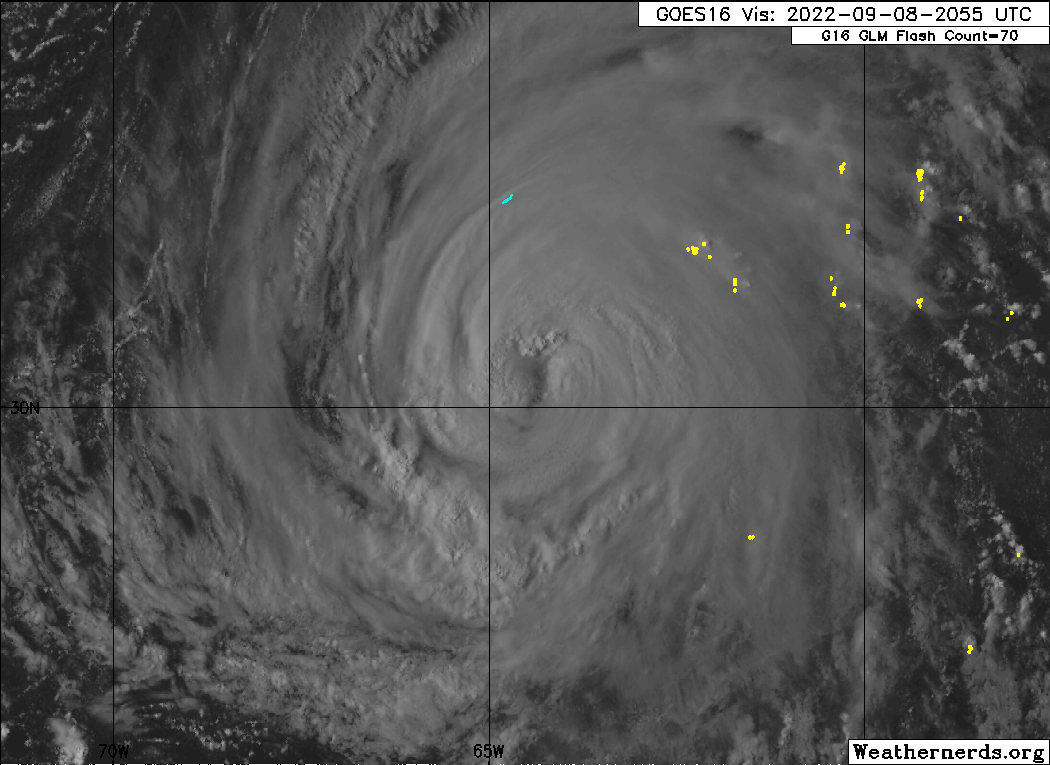 GOES16 Vis: 2022-09-08-2055 UTC
G16 GLM Flash Count=70
30N
70W
65W
Weathernerds.org